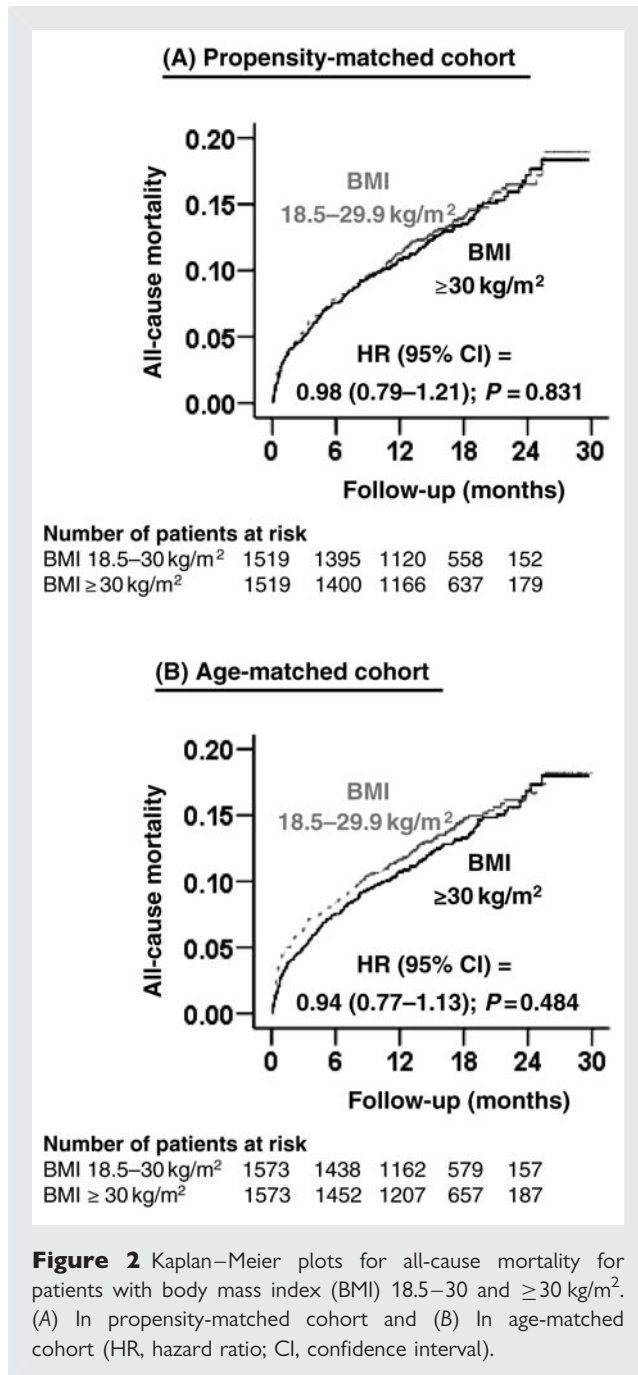 (A) Propensity-matched cohort
0.20
0.15
0.10
0.05
0.00
All-cause mortality
BMI
18.5–29.9 kg/m²
BMI
≥30 kg/m²
HR (95% CI) =
0.98 (0.79–1.21); P = 0.831
0 6 12 18 24 30
Follow-up (months)
Number of patients at risk
BMI 18.5–30 kg/m² 1519 1395 1120 558 152
BMI ≥ 30 kg/m² 1519 1400 1166 637 179
(B) Age-matched cohort
0.20
0.15
0.10
0.05
0.00
All-cause mortality
BMI
18.5–29.9 kg/m²
BMI
≥30 kg/m²
HR (95% CI) =
0.94 (0.77–1.13); P=0.484
0 6 12 18 24 30
Follow-up (months)
Number of patients at risk
BMI 18.5–30 kg/m² 1573 1438 1162 579 157
BMI ≥ 30 kg/m² 1573 1452 1207 657 187
Figure 2 Kaplan–Meier plots for all-cause mortality for
patients with body mass index (BMI) 18.5–30 and ≥30 kg/m².
(A) In propensity-matched cohort and (B) In age-matched
cohort (HR, hazard ratio; CI, confidence interval).